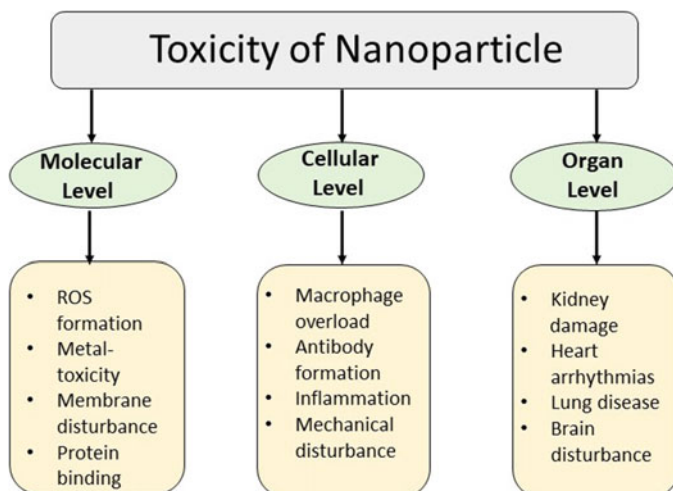 Toxicity of Nanoparticle
Molecular
Level
• ROS
formation
• Metal-
toxicity
• Membrane
disturbance
• Protein
binding
Cellular
Level
• Macrophage
overload
• Antibody
formation
• Inflammation
• Mechanical
disturbance
Organ
Level
• Kidney
damage
• Heart
arrhythmias
• Lung disease
• Brain
disturbance